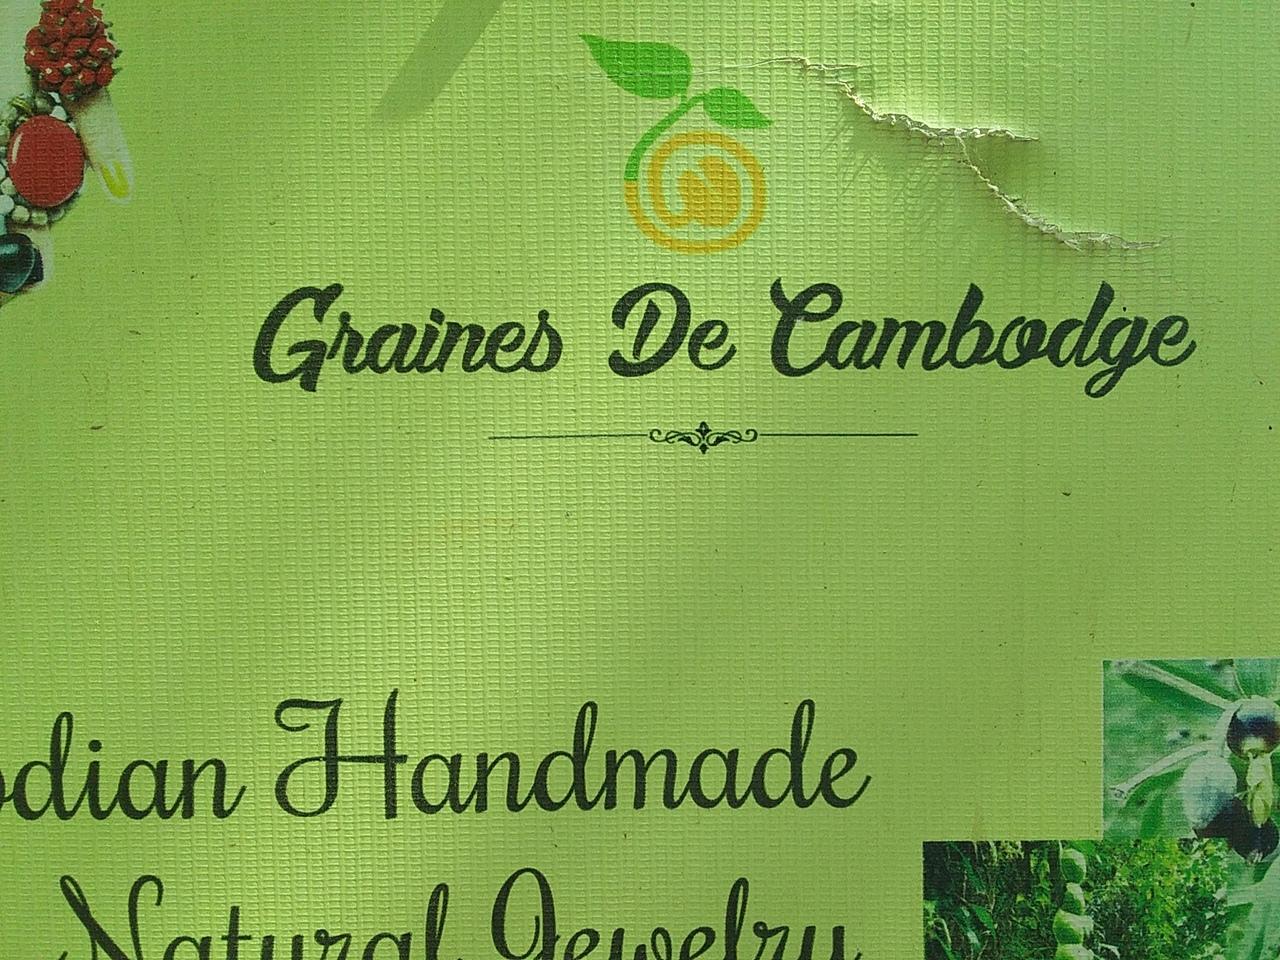 Graines De Cambodge
odian Handmade
Natural Jewelry